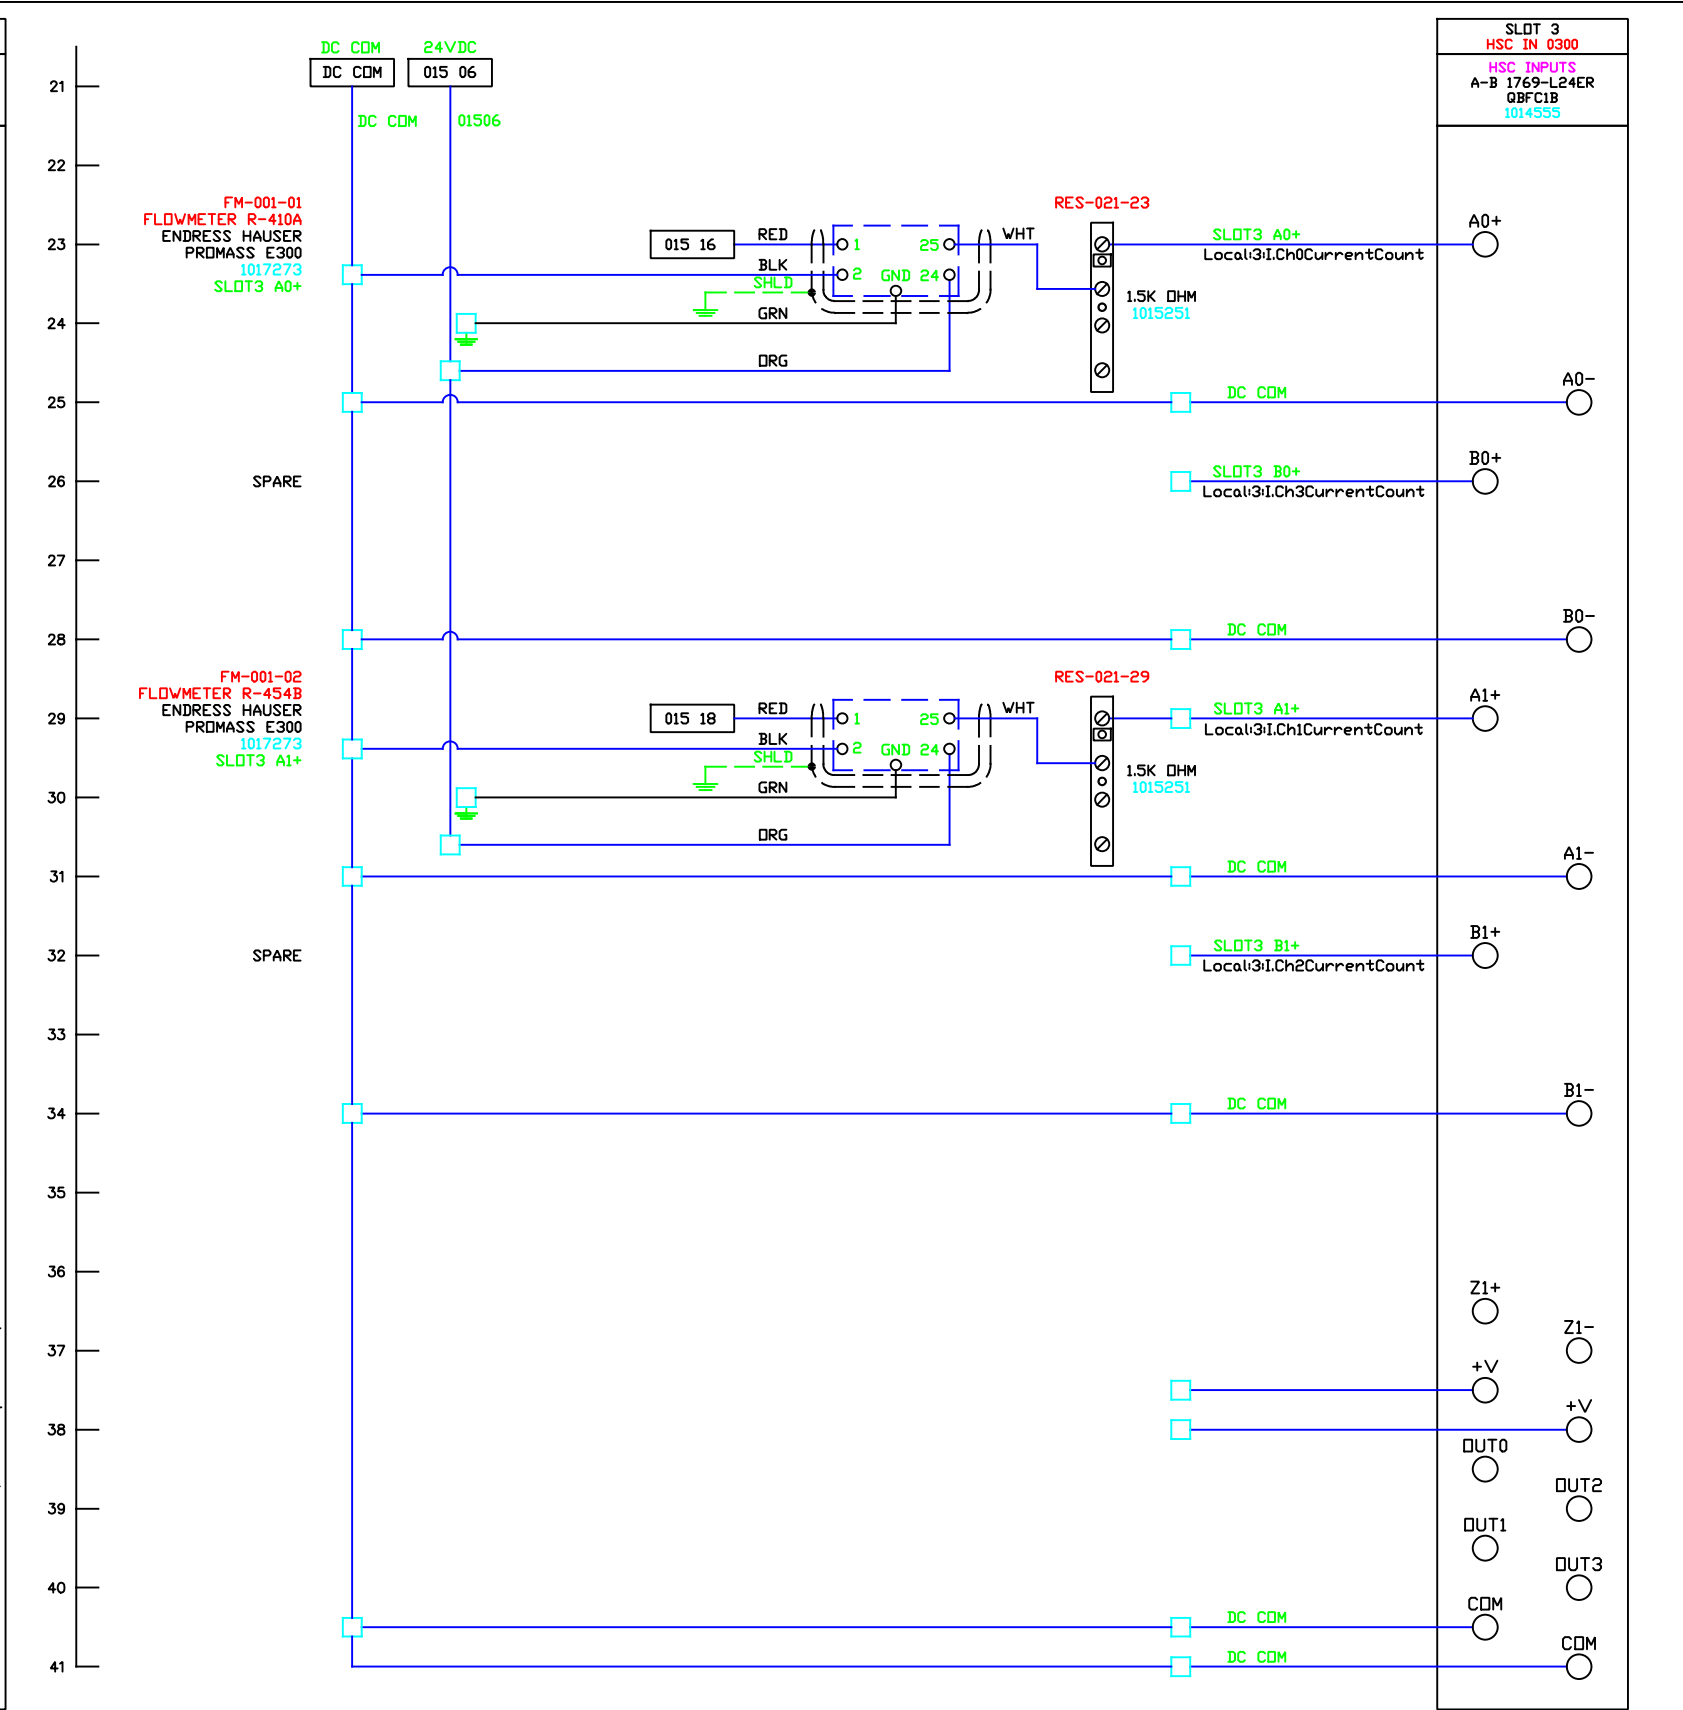 SLOT 3
HSC IN 0300
HSC INPUTS
A-B 1769-L24ER
QBFC1B
1014555
DC COM
24VDC
DC COM
015 06
21
DC COM
01506
22
FM-001-01
FLOWMETER R-410A
ENDRESS HAUSER
PROMASS E300
1017273
SLOT3 A0+
23
015 16
RED
1
25
WHT
BLK
2
GND 24
SHLD
GRN
ORG
RES-021-23
1.5K OHM
1015251
SLOT3 A0+
Local:3:I.Ch0CurrentCount
A0+
24
25
DC COM
A0-
26
SPARE
SLOT3 B0+
Local:3:I.Ch3CurrentCount
B0+
27
28
DC COM
B0-
FM-001-02
FLOWMETER R-454B
ENDRESS HAUSER
PROMASS E300
1017273
SLOT3 A1+
29
015 18
RED
1
25
WHT
BLK
2
GND 24
SHLD
GRN
ORG
RES-021-29
1.5K OHM
1015251
SLOT3 A1+
Local:3:I.Ch1CurrentCount
A1+
30
31
DC COM
A1-
32
SPARE
SLOT3 B1+
Local:3:I.Ch2CurrentCount
B1+
33
34
DC COM
B1-
35
36
Z1+
37
Z1-
+V
38
+V
OUT0
39
OUT2
OUT1
40
OUT3
DC COM
COM
41
DC COM
COM